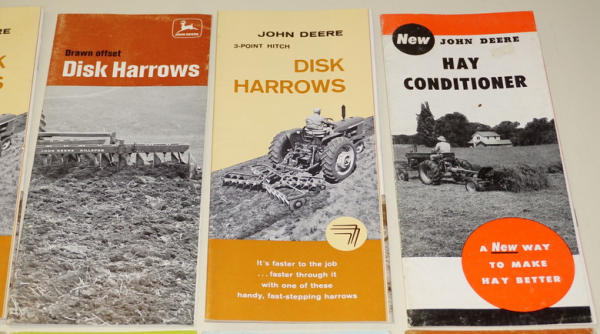 Drawn offset
Disk Harrows
JOHN DEERE
3-POINT HITCH
DISK
HARROWS
It's faster to the job
...faster through it
with one of these
handy, fast-stepping harrows
New JOHN DEERE
HAY
CONDITIONER
A New WAY
TO MAKE
HAY BETTER